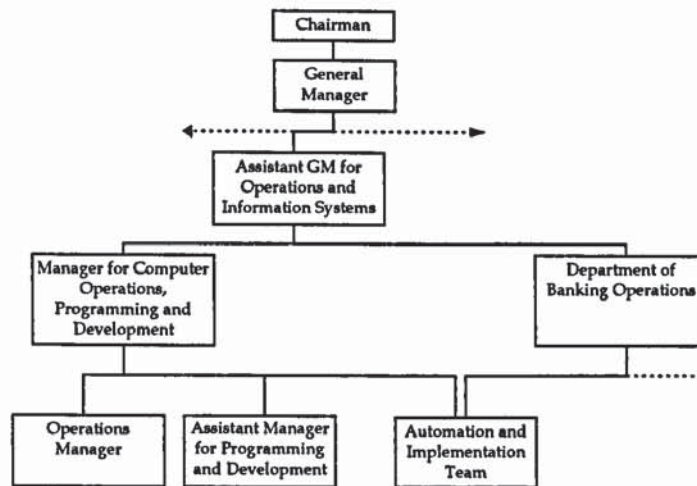 Chairman
General
Manager
Assistant GM for
Operations and
Information Systems
Manager for Computer
Operations,
Programming and
Development
Department of
Banking Operations
Operations
Manager
Assistant Manager
for Programming
and Development
Automation and
Implementation
Team